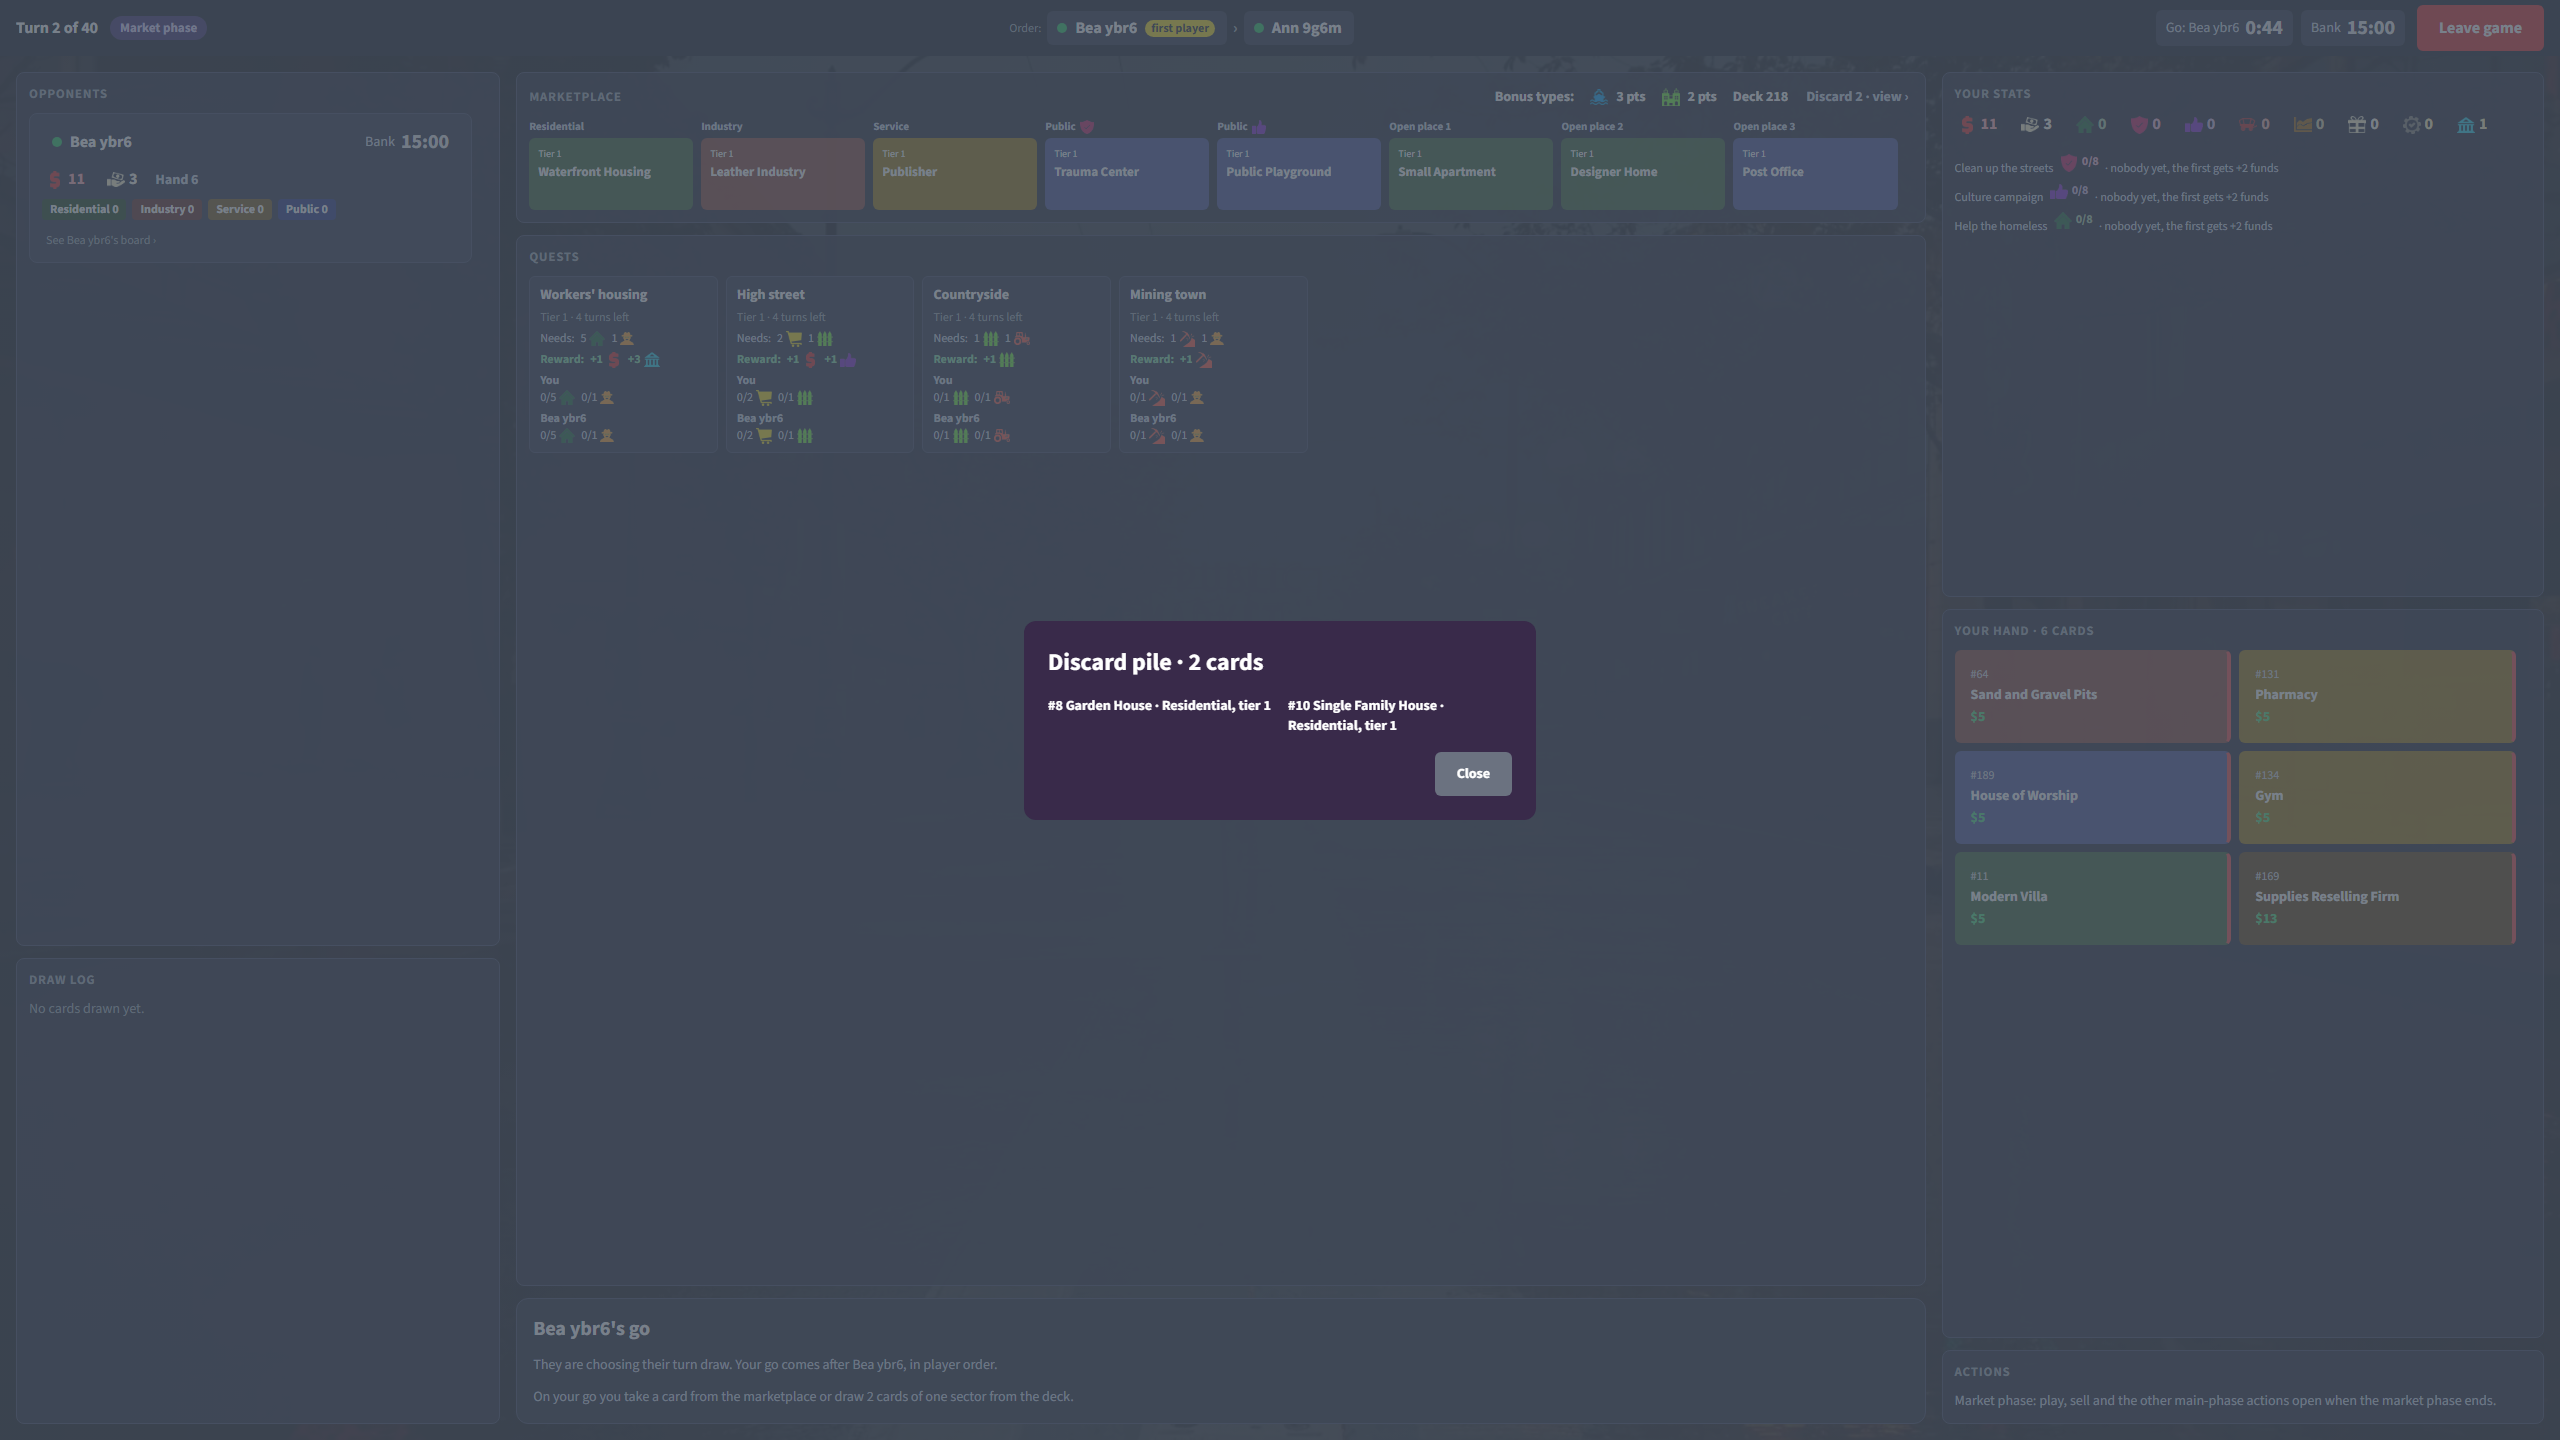 Turn 2 of 40 Market phase
Order: Bea ybr6 first player › Ann 9g6m
Go: Bea ybr6 0:44 Bank 15:00 Leave game
OPPONENTS
Bea ybr6 Bank 15:00
11 3 Hand 6
Residential 0 Industry 0 Service 0 Public 0
See Bea ybr6's board ›
DRAW LOG
No cards drawn yet.
MARKETPLACE
Bonus types: 3 pts 2 pts Deck 218 Discard 2 · view ›
Residential Industry Service Public Public Open place 1 Open place 2 Open place 3
Tier 1 Tier 1 Tier 1 Tier 1 Tier 1 Tier 1 Tier 1 Tier 1
Waterfront Housing Leather Industry Publisher Trauma Center Public Playground Small Apartment Designer Home Post Office
QUESTS
Workers' housing
Tier 1 · 4 turns left
Needs: 5 1
Reward: +1 +3
You
0/5 0/1
Bea ybr6
0/5 0/1
High street
Tier 1 · 4 turns left
Needs: 2 1
Reward: +1 +1
You
0/2 0/1
Bea ybr6
0/2 0/1
Countryside
Tier 1 · 4 turns left
Needs: 1 1
Reward: +1
You
0/1 0/1
Bea ybr6
0/1 0/1
Mining town
Tier 1 · 4 turns left
Needs: 1 1
Reward: +1
You
0/1 0/1
Bea ybr6
0/1 0/1
Discard pile · 2 cards
#8 Garden House · Residential, tier 1
#10 Single Family House ·
Residential, tier 1
Close
Bea ybr6's go
They are choosing their turn draw. Your go comes after Bea ybr6, in player order.
On your go you take a card from the marketplace or draw 2 cards of one sector from the deck.
YOUR STATS
$ 11 3 0 0 0 0 0 0 0 1
Clean up the streets 0/8 · nobody yet, the first gets +2 funds
Culture campaign 0/8 · nobody yet, the first gets +2 funds
Help the homeless 0/8 · nobody yet, the first gets +2 funds
YOUR HAND · 6 CARDS
#64
Sand and Gravel Pits
$5
#131
Pharmacy
$5
#189
House of Worship
$5
#134
Gym
$5
#11
Modern Villa
$5
#169
Supplies Reselling Firm
$13
ACTIONS
Market phase: play, sell and the other main-phase actions open when the market phase ends.